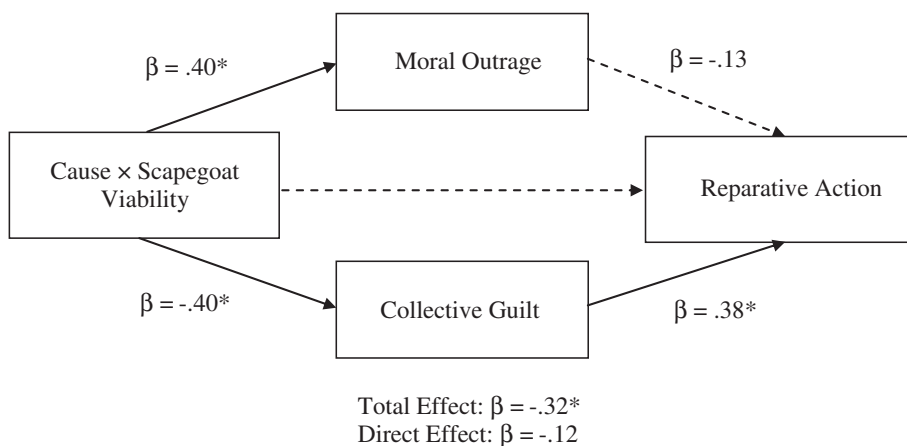 β = .40*
Moral Outrage
β = -.13
Cause × Scapegoat
Viability
Reparative Action
β = -.40*
Collective Guilt
β = .38*
Total Effect: β = -.32*
Direct Effect: β = -.12